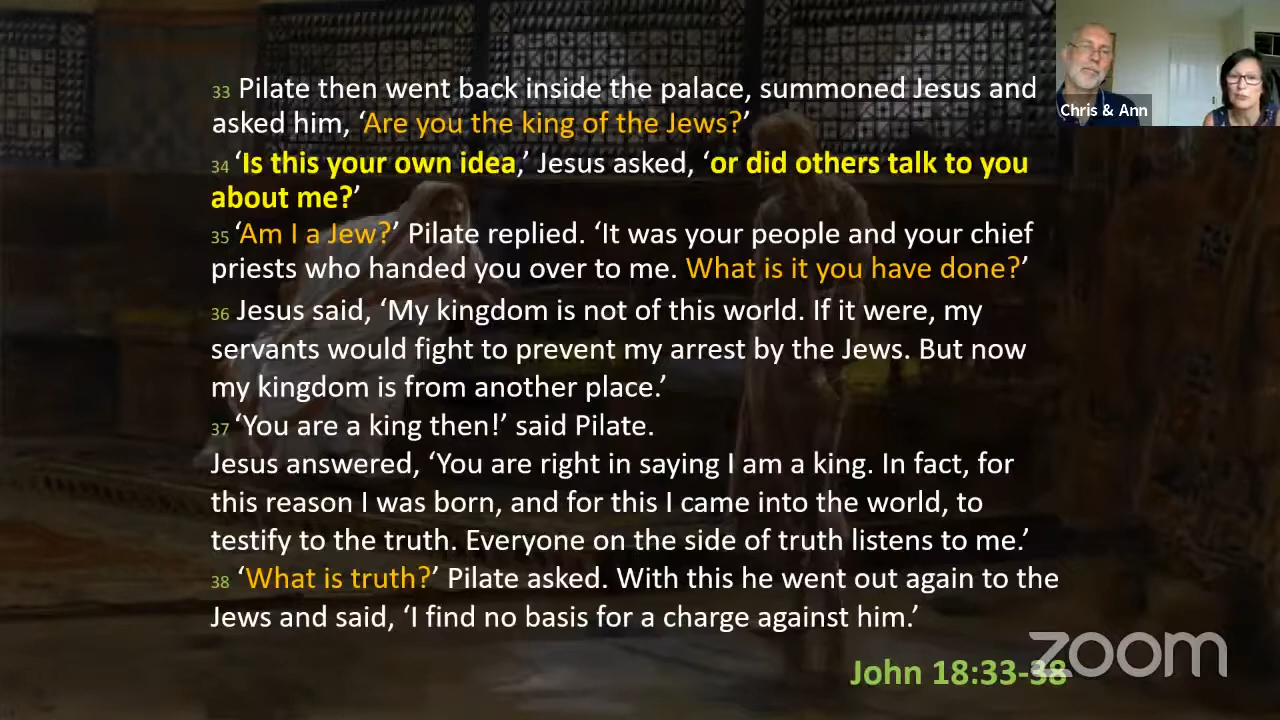 33 Pilate then went back inside the palace, summoned Jesus and
asked him, ‘Are you the king of the Jews?’
34 ‘Is this your own idea,’ Jesus asked, ‘or did others talk to you
about me?’
35 ‘Am I a Jew?’ Pilate replied. ‘It was your people and your chief
priests who handed you over to me. What is it you have done?’
36 Jesus said, ‘My kingdom is not of this world. If it were, my
servants would fight to prevent my arrest by the Jews. But now
my kingdom is from another place.’
37 ‘You are a king then!’ said Pilate.
Jesus answered, ‘You are right in saying I am a king. In fact, for
this reason I was born, and for this I came into the world, to
testify to the truth. Everyone on the side of truth listens to me.’
38 ‘What is truth?’ Pilate asked. With this he went out again to the
Jews and said, ‘I find no basis for a charge against him.’
John 18:33-38
Chris & Ann
zoom